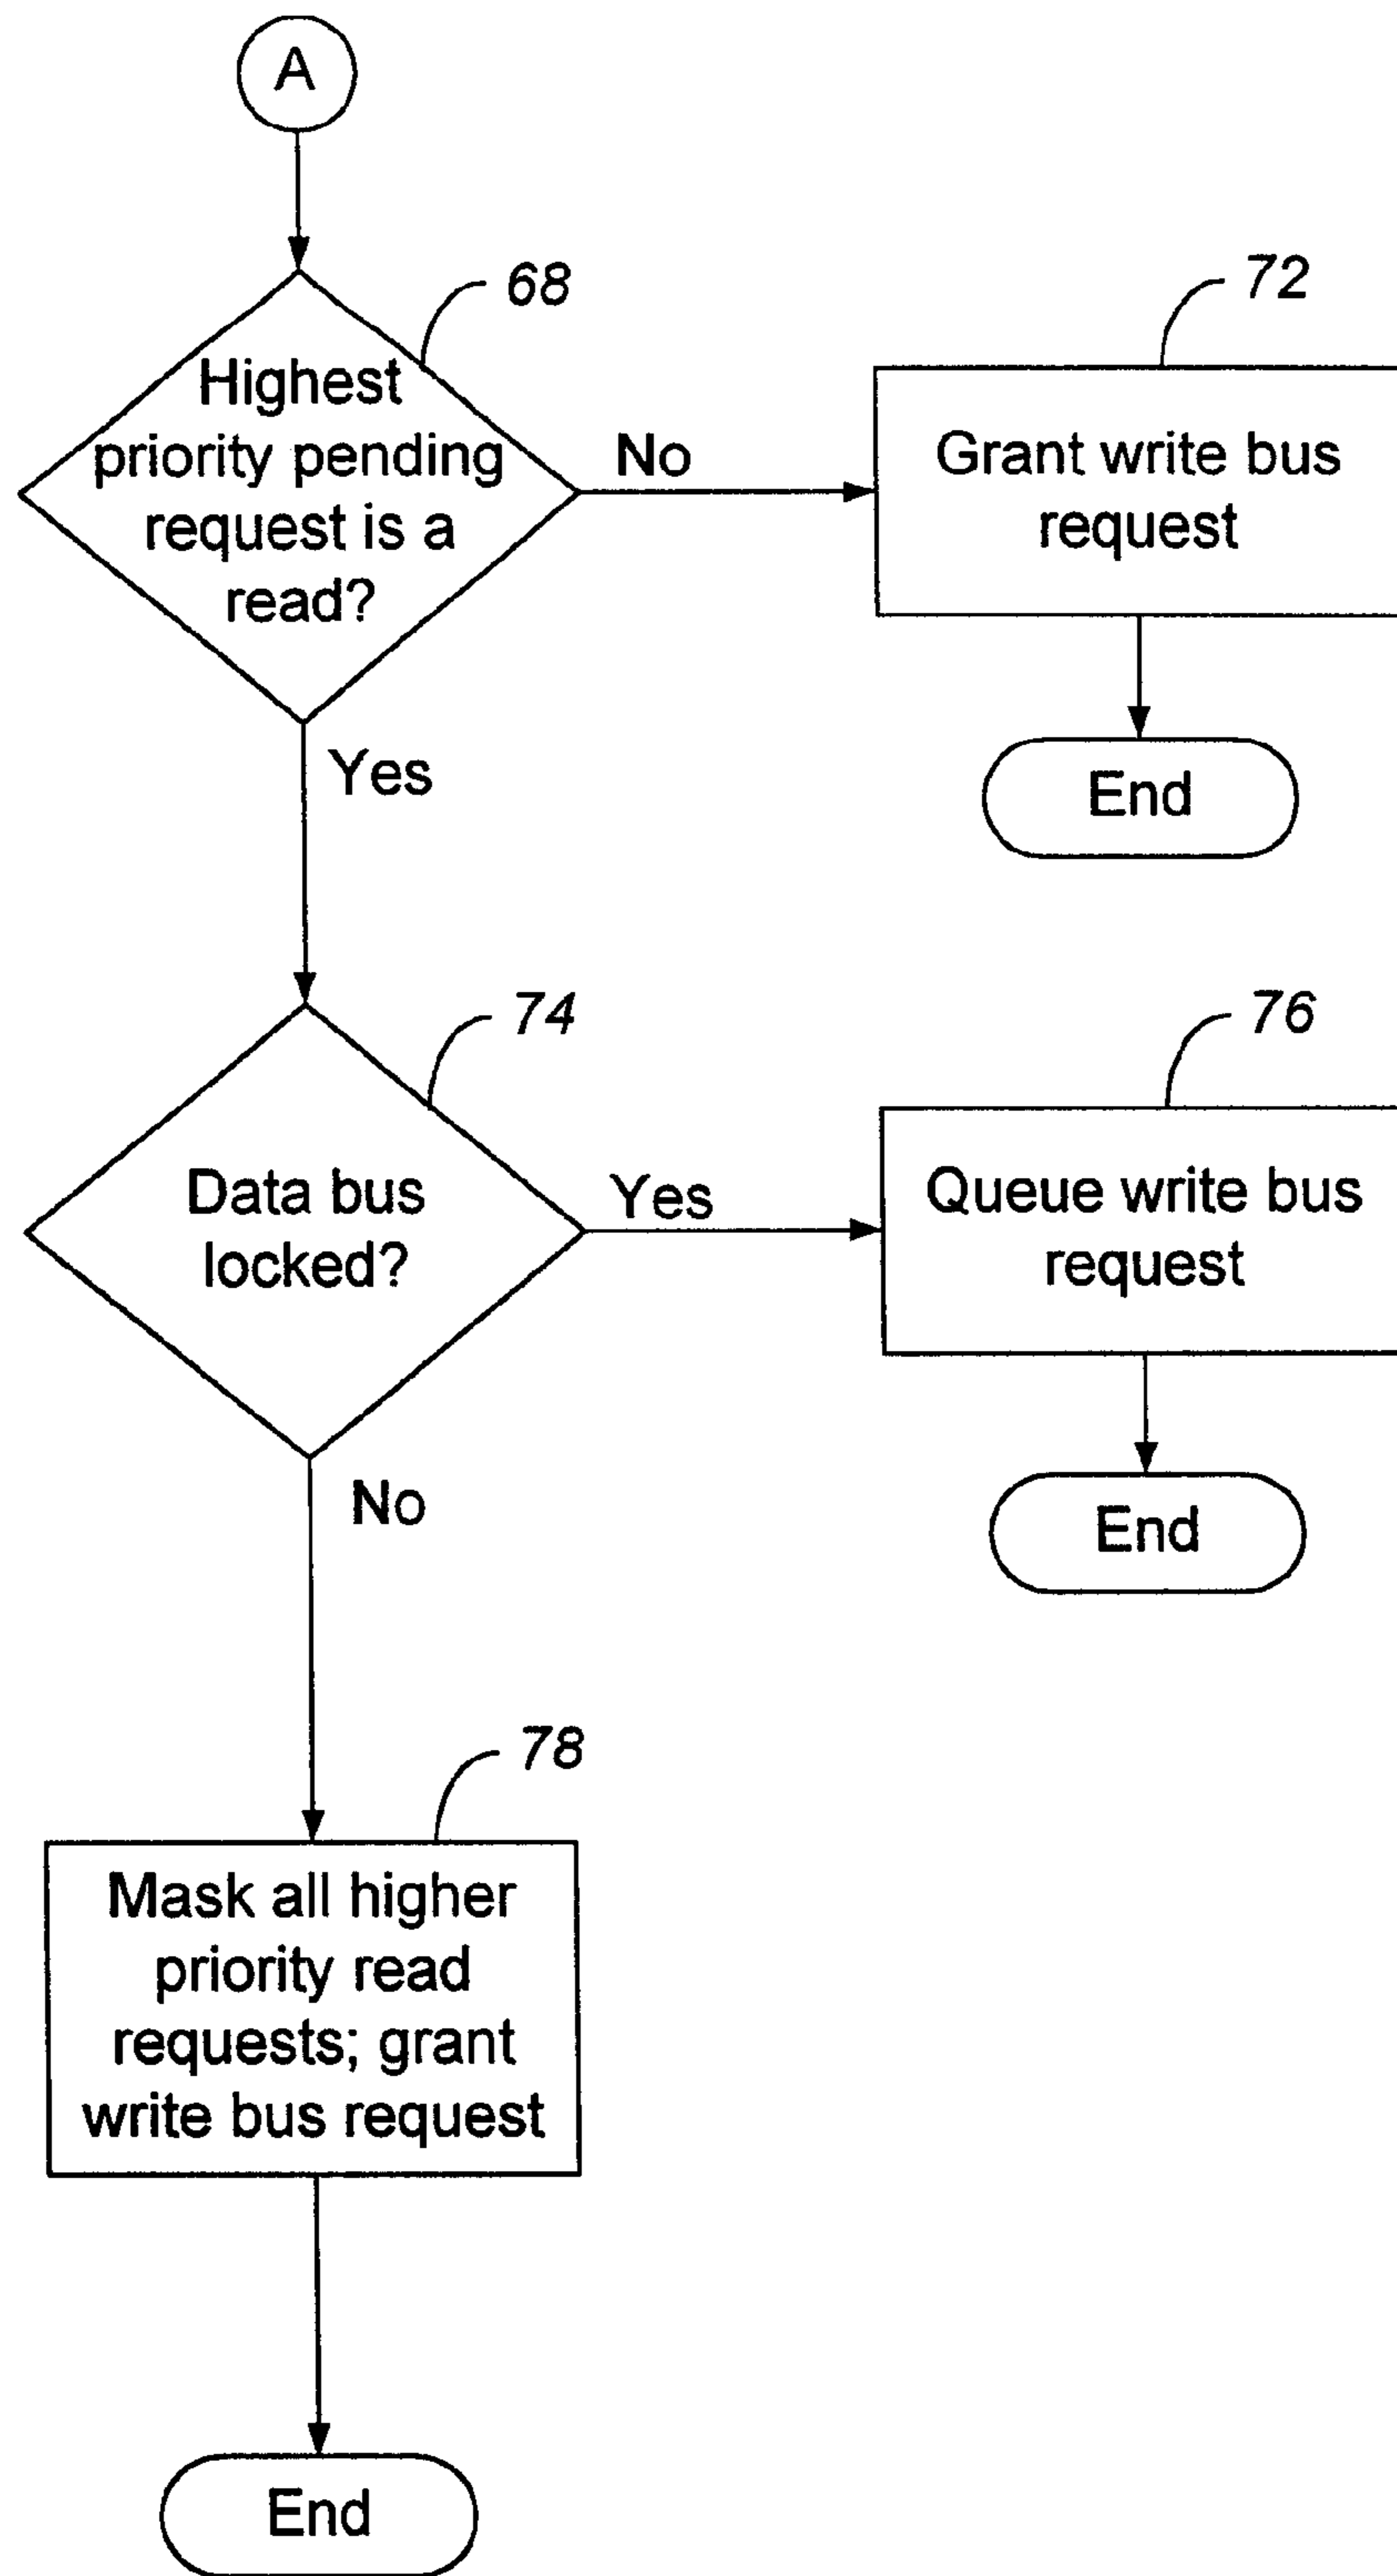 A
68
Highest
priority pending
request is a
read?
No
72
Grant write bus
request
End
Yes
74
Data bus
locked?
Yes
76
Queue write bus
request
End
No
78
Mask all higher
priority read
requests; grant
write bus request
End